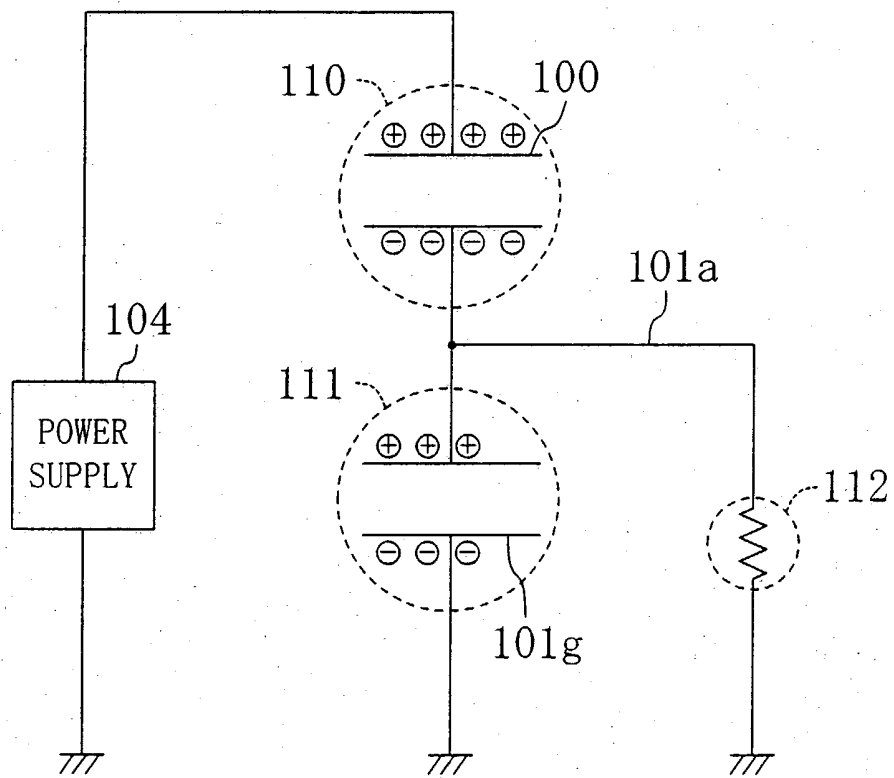 110
100
⊕ ⊕ ⊕ ⊕
⊖ ⊖ ⊖ ⊖
101a
104
111
POWER
SUPPLY
⊕ ⊕ ⊕
112
⊖ ⊖ ⊖
101g